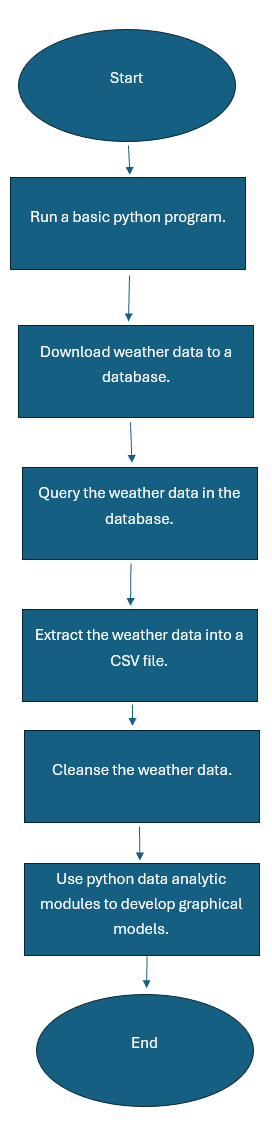 Start
Run a basic python program.
Download weather data to a
database.
Query the weather data in the
database.
Extract the weather data into a
CSV file.
Cleanse the weather data.
Use python data analytic
modules to develop graphical
models.
End